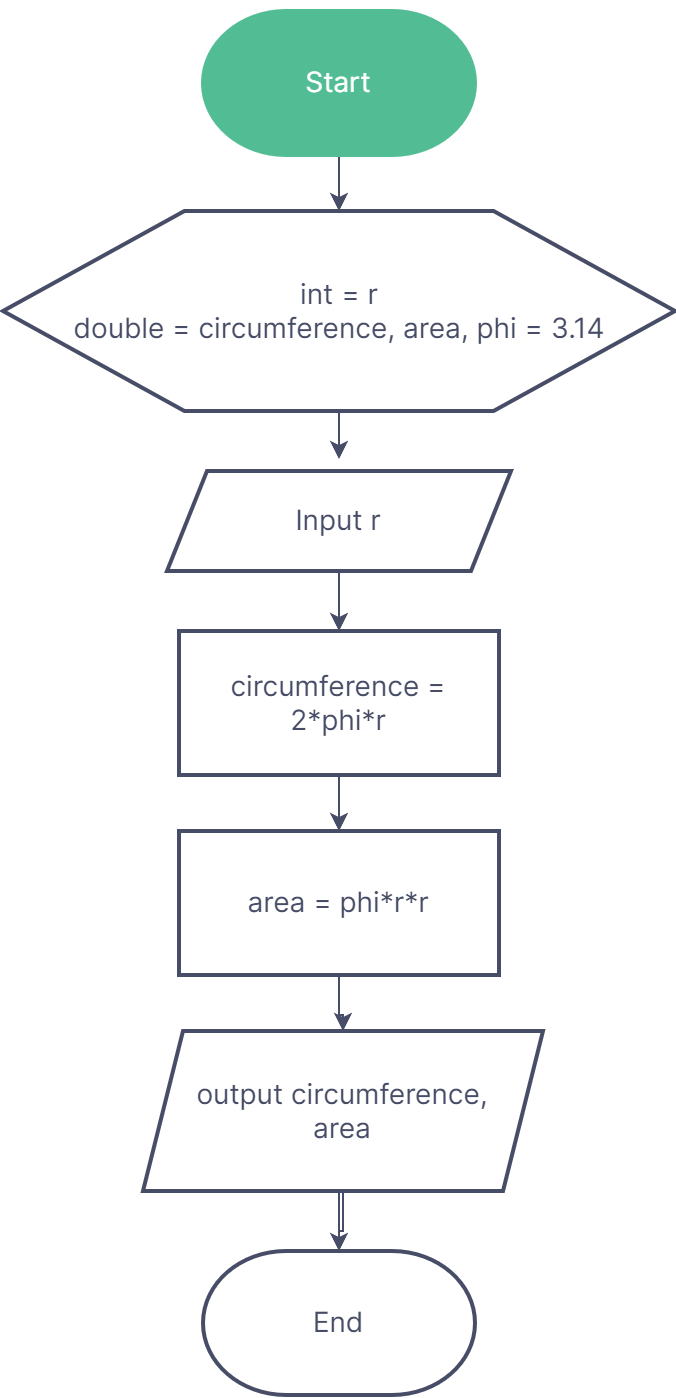 Start
int = r
double = circumference, area, phi = 3.14
Input r
circumference =
2*phi*r
area = phi*r*r
output circumference,
area
End